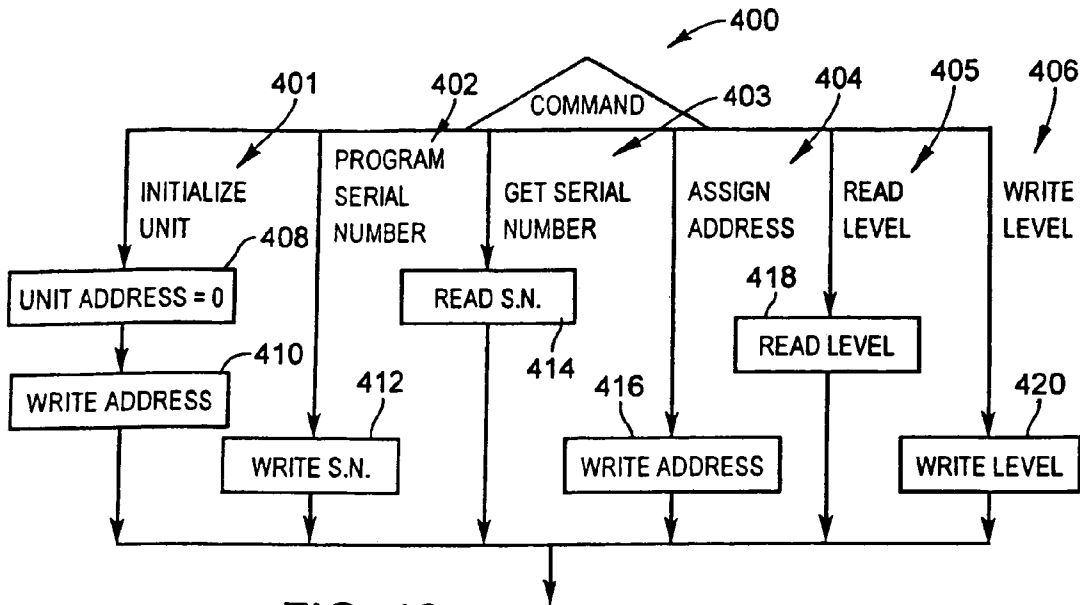 400
COMMAND
401
402
403
404
405
406
INITIALIZE
UNIT
PROGRAM
SERIAL
NUMBER
GET SERIAL
NUMBER
ASSIGN
ADDRESS
READ
LEVEL
WRITE
LEVEL
408
UNIT ADDRESS = 0
410
WRITE ADDRESS
412
WRITE S.N.
READ S.N.
414
416
WRITE ADDRESS
418
READ LEVEL
420
WRITE LEVEL